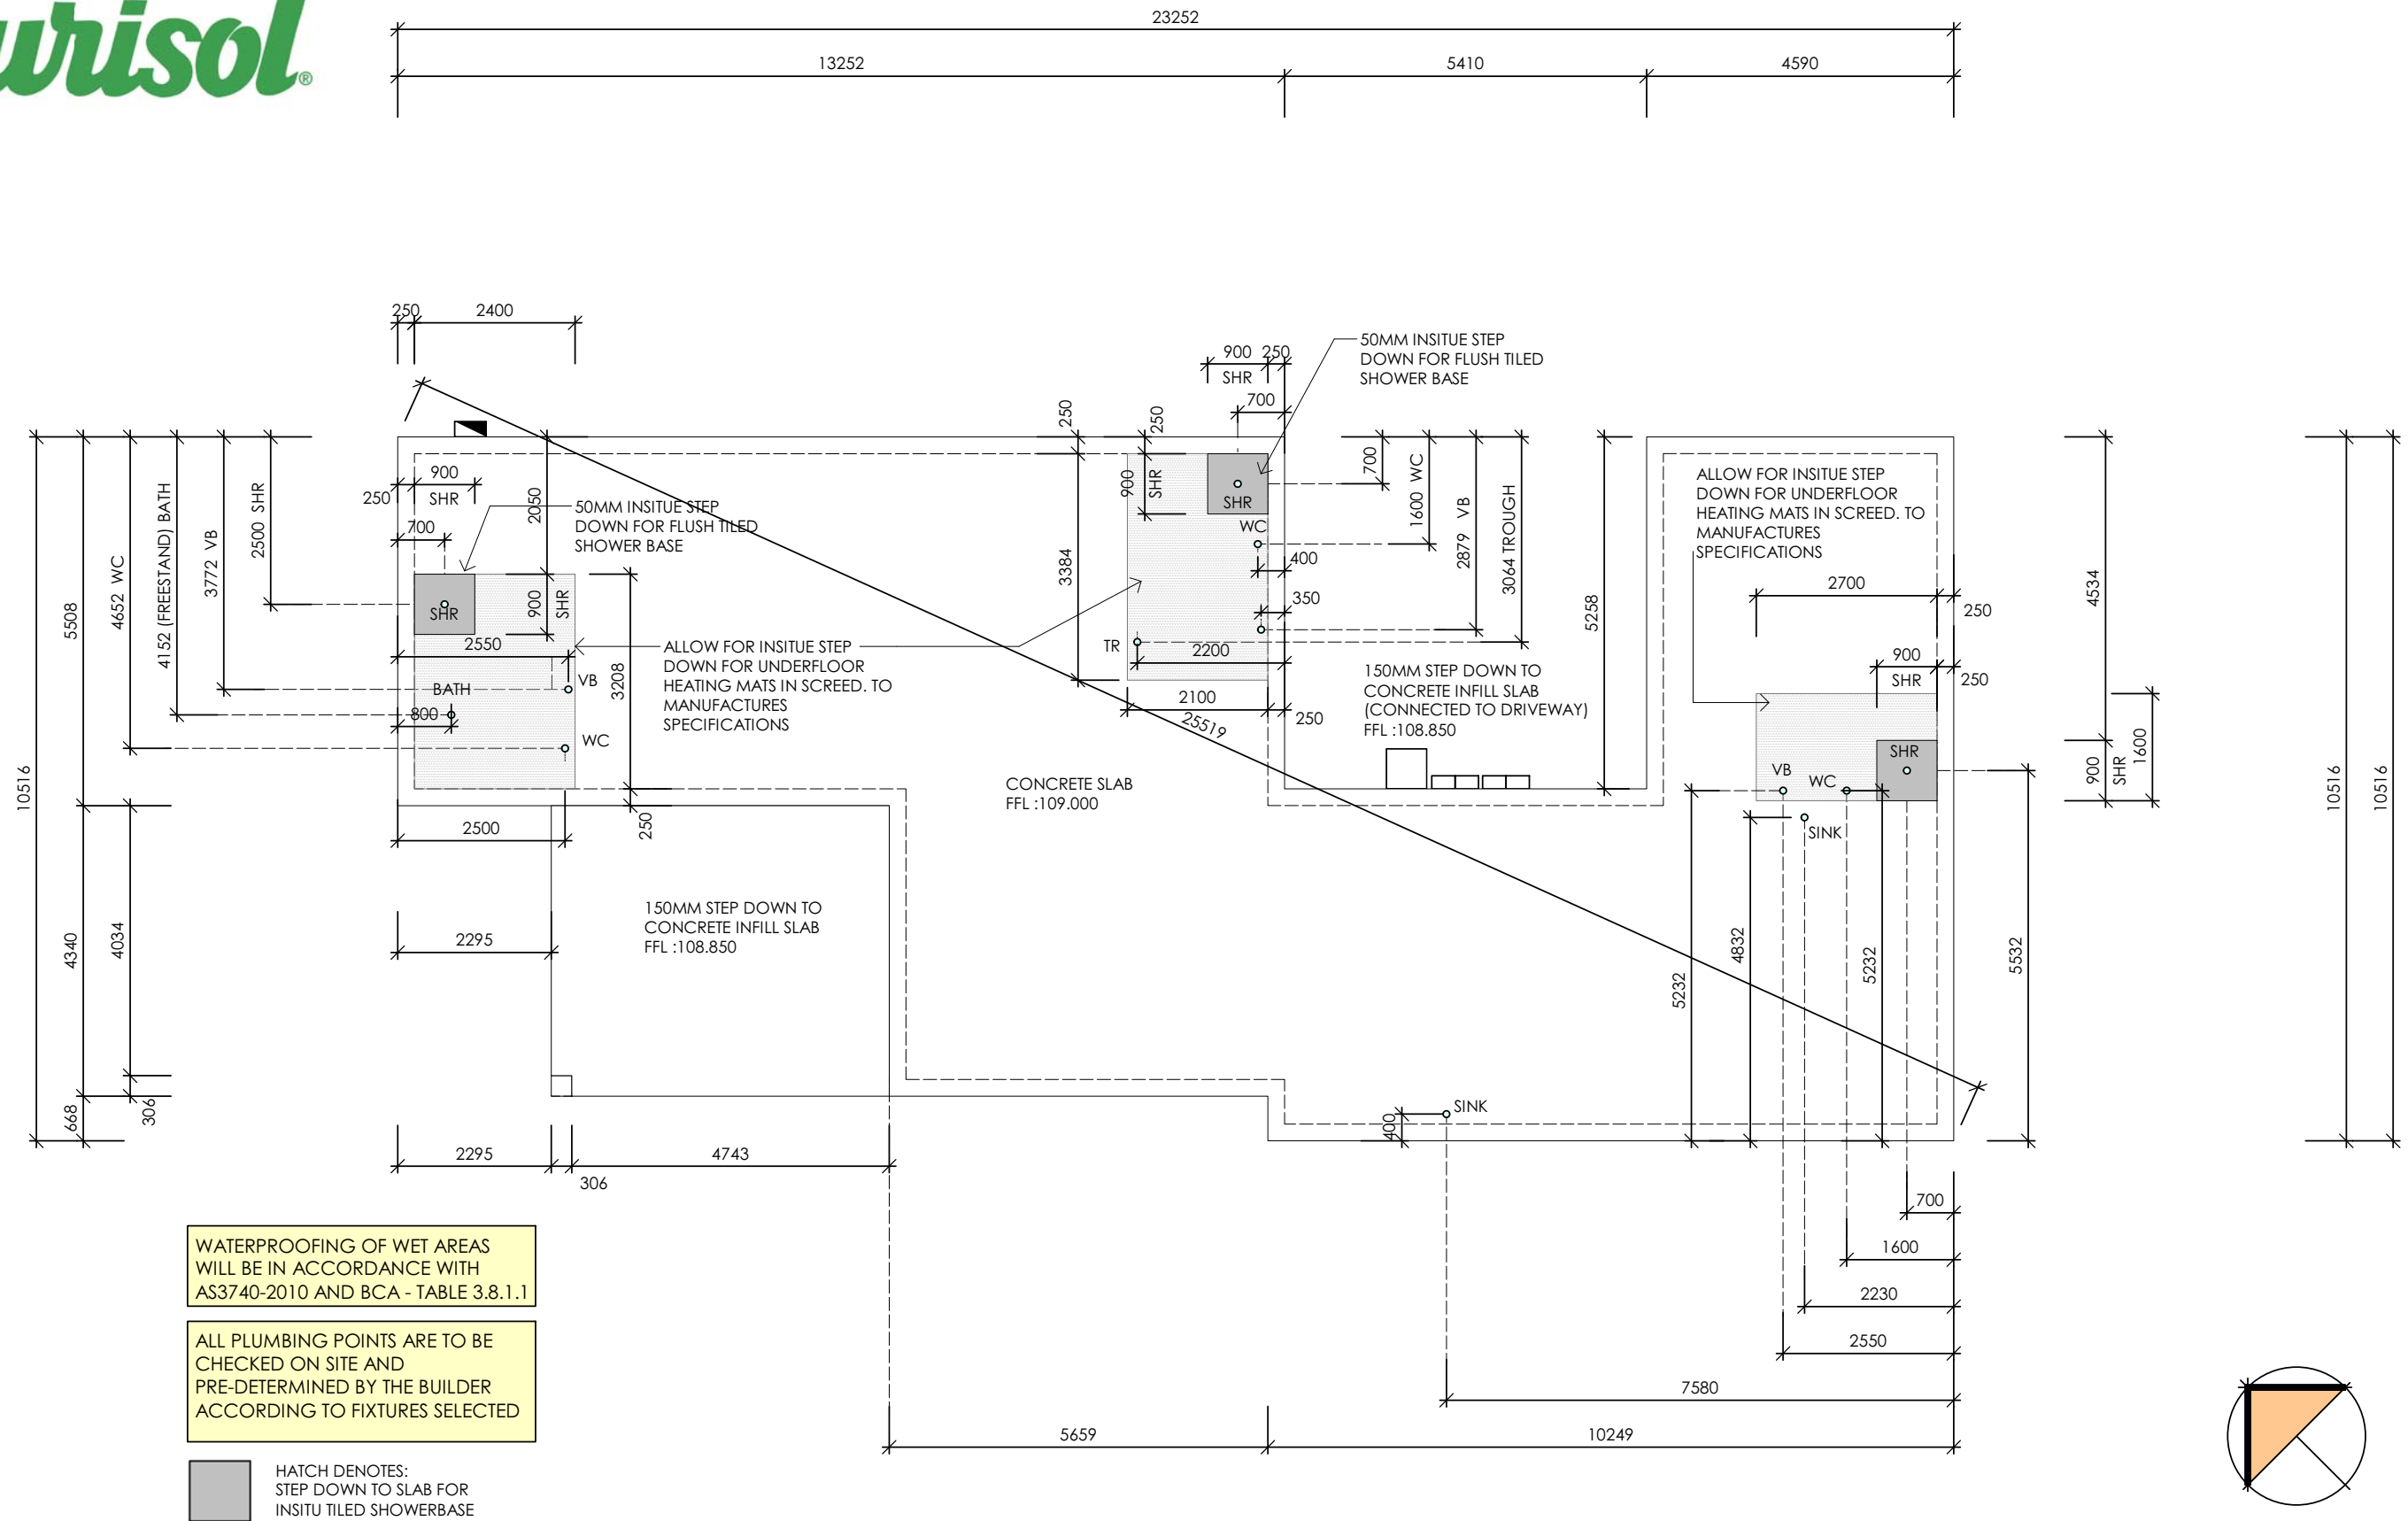 urisol®
23252
13252
5410
4590
250
2400
900
250
SHR
700
50MM INSITUE STEP
DOWN FOR FLUSH TILED
SHOWER BASE
250
250
900
SHR
250
700
2050
50MM INSITUE STEP
DOWN FOR FLUSH TILED
SHOWER BASE
SHR
900
SHR
2550
VB
BATH
800
WC
3208
250
2500
ALLOW FOR INSITUE STEP
DOWN FOR UNDERFLOOR
HEATING MATS IN SCREED. TO
MANUFACTURES
SPECIFICATIONS
10516
5508
4340
668
4652 WC
4034
306
4152 (FREESTAND) BATH
3772 VB
2500 SHR
3384
900
SHR
SHR
WC
400
350
TR
2200
2100
250
25519
700
1600 WC
2879 VB
3064 TROUGH
5258
150MM STEP DOWN TO
CONCRETE INFILL SLAB
(CONNECTED TO DRIVEWAY)
FFL :108.850
CONCRETE SLAB
FFL :109.000
ALLOW FOR INSITUE STEP
DOWN FOR UNDERFLOOR
HEATING MATS IN SCREED. TO
MANUFACTURES
SPECIFICATIONS
2700
250
900
SHR
250
SHR
VB
WC
SINK
4534
900
SHR
1600
10516
10516
5232
4832
5232
5532
2295
150MM STEP DOWN TO
CONCRETE INFILL SLAB
FFL :108.850
SINK
400
2295
306
4743
700
1600
2230
2550
7580
5659
10249
WATERPROOFING OF WET AREAS
WILL BE IN ACCORDANCE WITH
AS3740-2010 AND BCA - TABLE 3.8.1.1
ALL PLUMBING POINTS ARE TO BE
CHECKED ON SITE AND
PRE-DETERMINED BY THE BUILDER
ACCORDING TO FIXTURES SELECTED
HATCH DENOTES:
STEP DOWN TO SLAB FOR
INSITU TILED SHOWERBASE